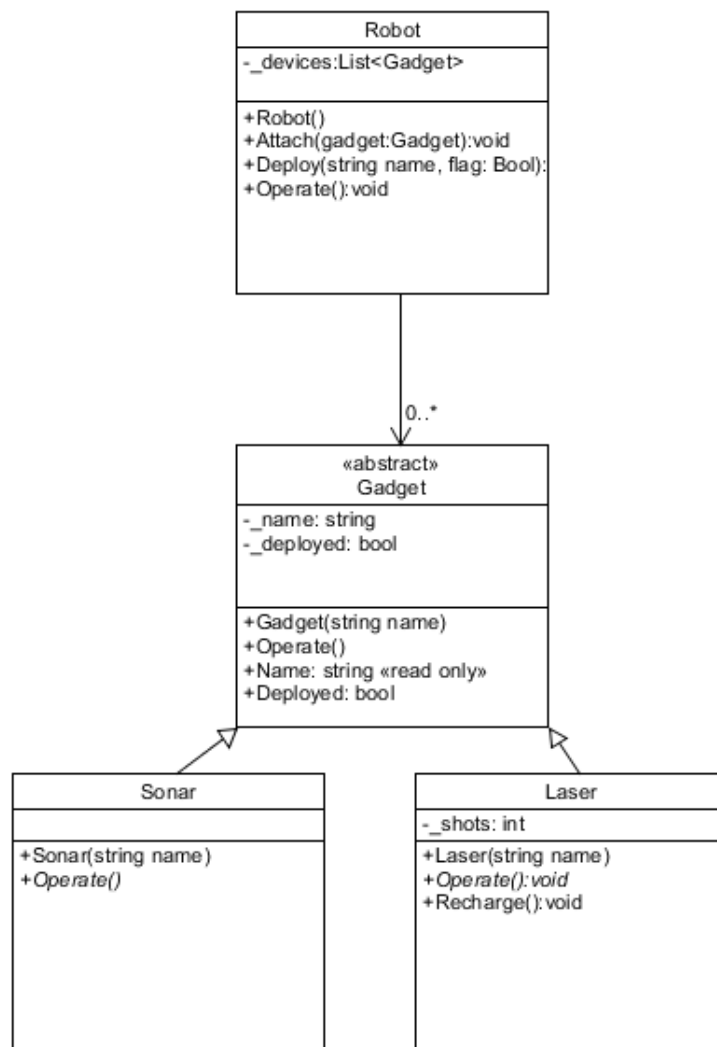 Robot
-_devices:List<Gadget>
+Robot()
+Attach(gadget:Gadget):void
+Deploy(string name, flag: Bool):
+Operate():void
0..*
«abstract»
Gadget
-_name: string
-_deployed: bool
+Gadget(string name)
+Operate()
+Name: string «read only»
+Deployed: bool
Sonar
+Sonar(string name)
+Operate()
Laser
-_shots: int
+Laser(string name)
+Operate():void
+Recharge():void